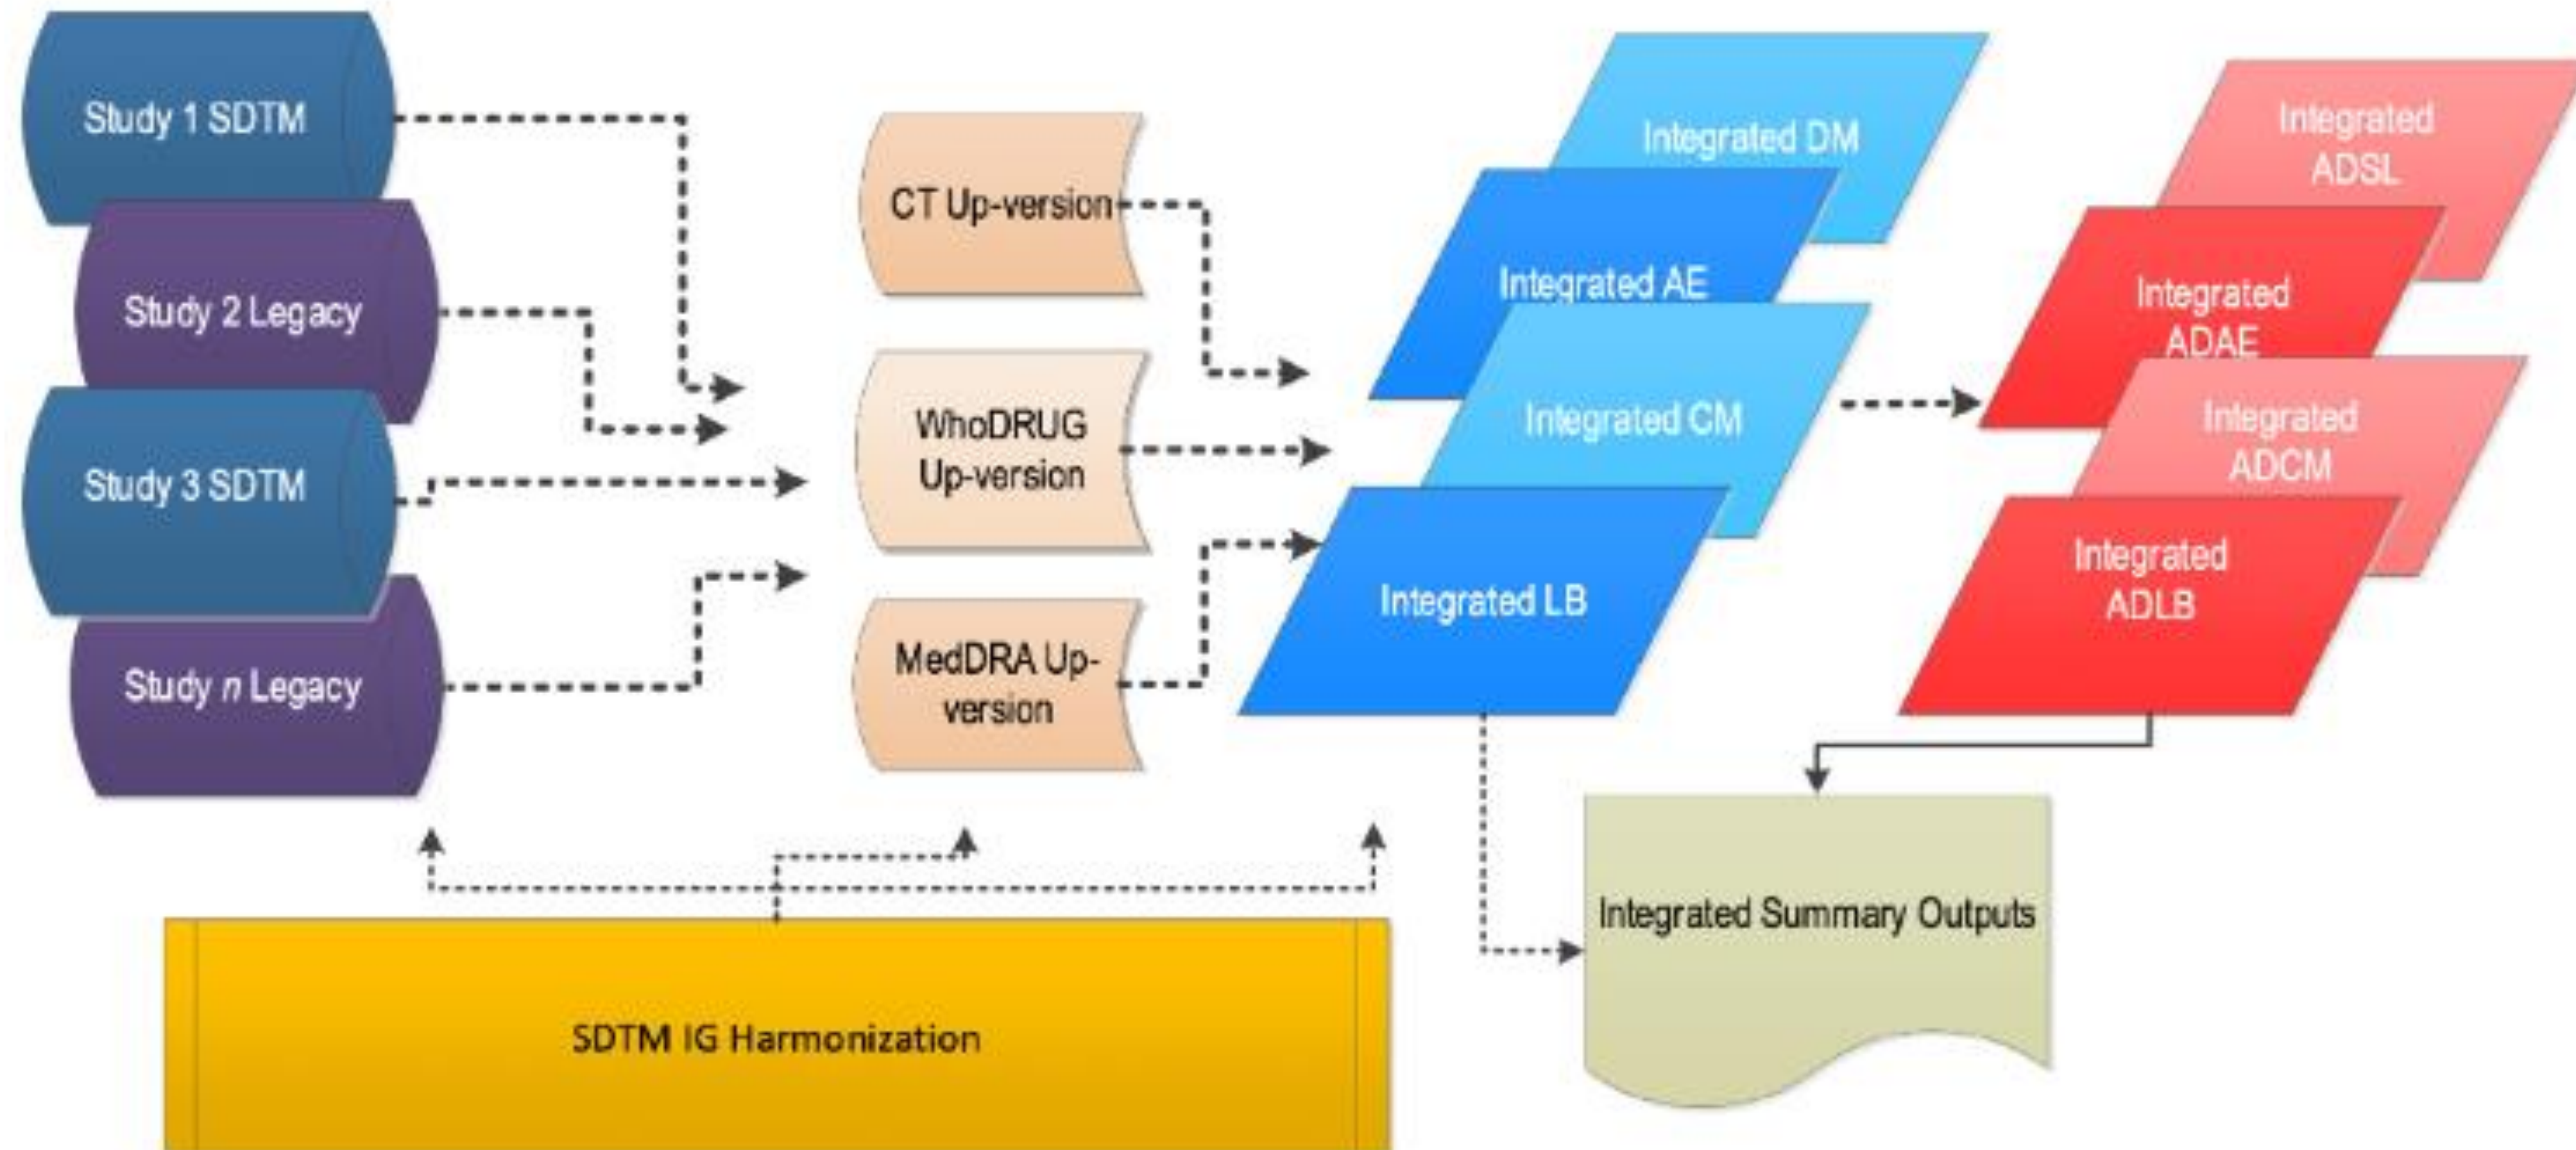 Study 1 SDTM
Study 2 Legacy
Study 3 SDTM
Study n Legacy
CT Up-version
WhoDRUG
Up-version
MedDRA Up-
version
Integrated DM
Integrated AE
Integrated CM
Integrated LB
Integrated
ADSL
Integrated
ADAE
Integrated
ADCM
Integrated
ADLB
Integrated Summary Outputs
SDTM IG Harmonization